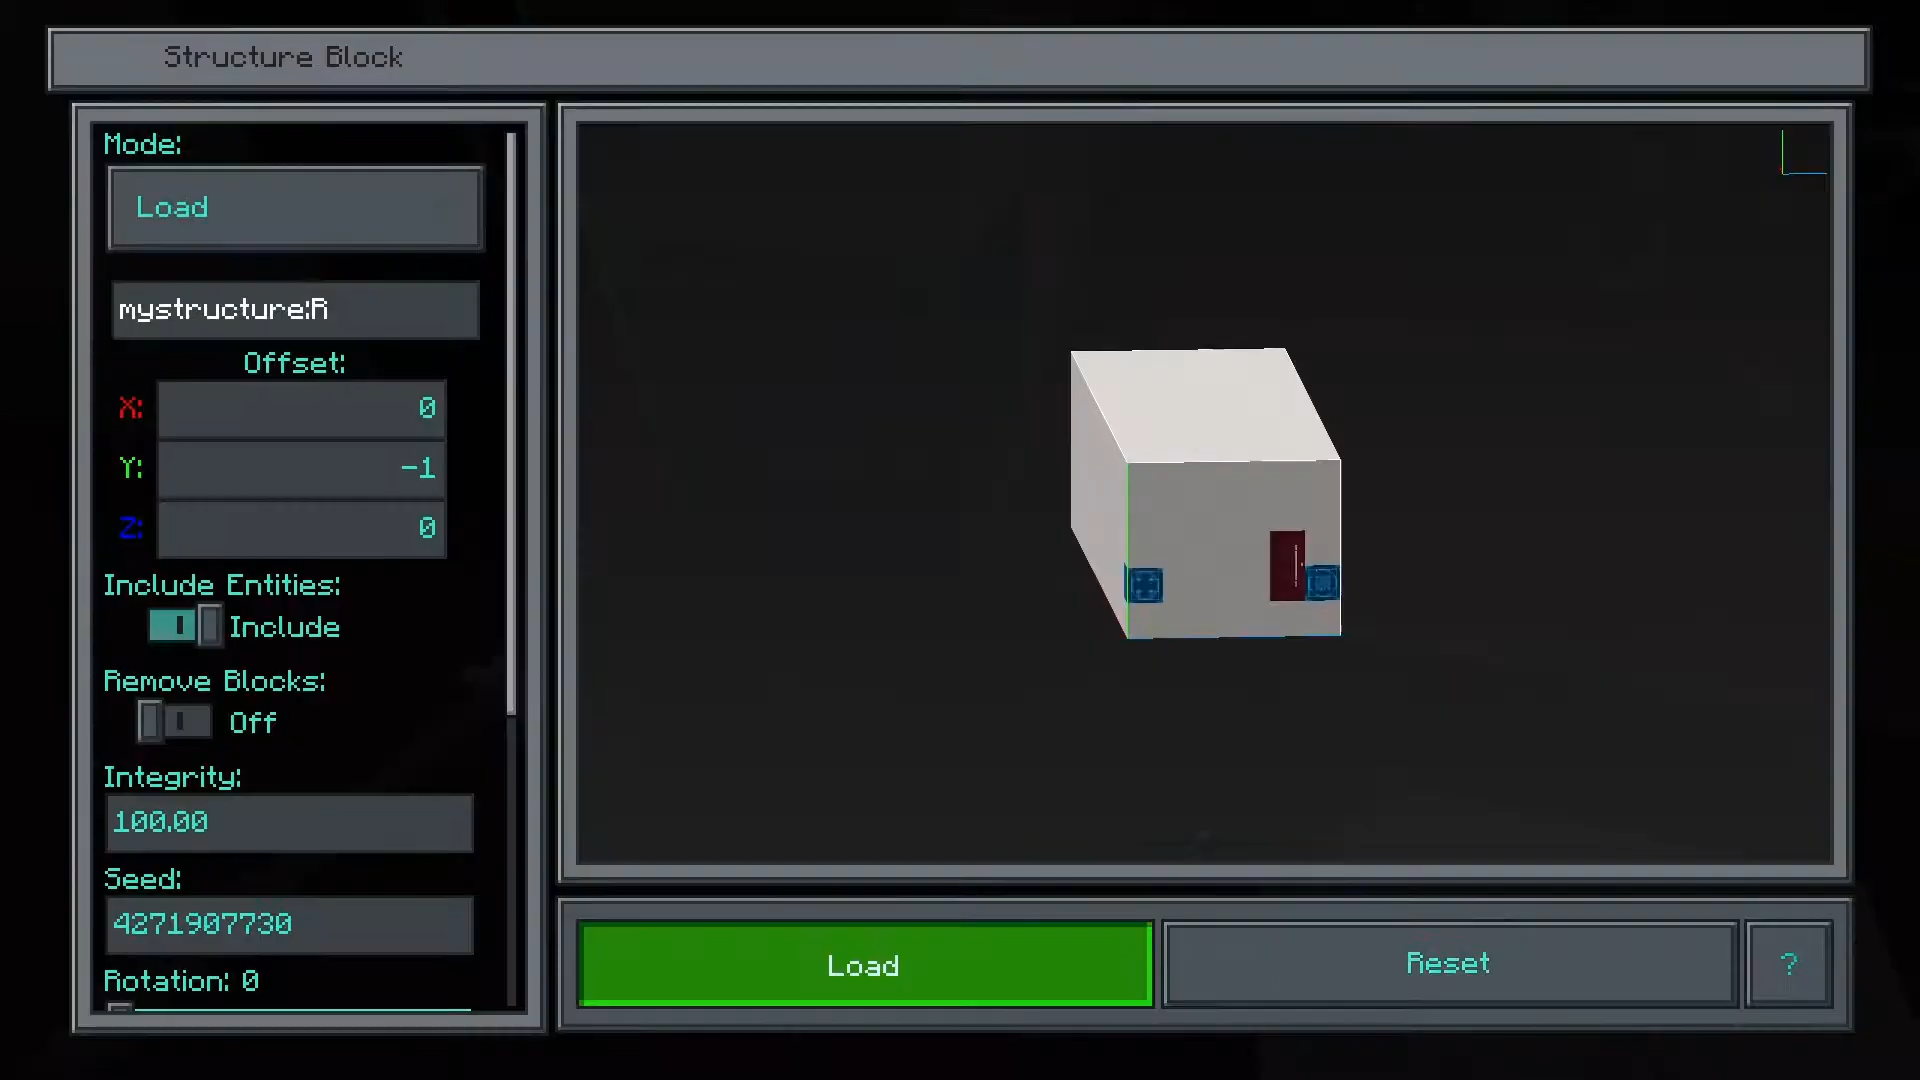 Structure Block
Mode:
Load
mystructure:R
Offset:
X: 0
Y: -1
Z: 0
Include Entities:
Include
Remove Blocks:
Off
Integrity:
100.00
Seed:
4271907730
Rotation: 0
Load
Reset
?